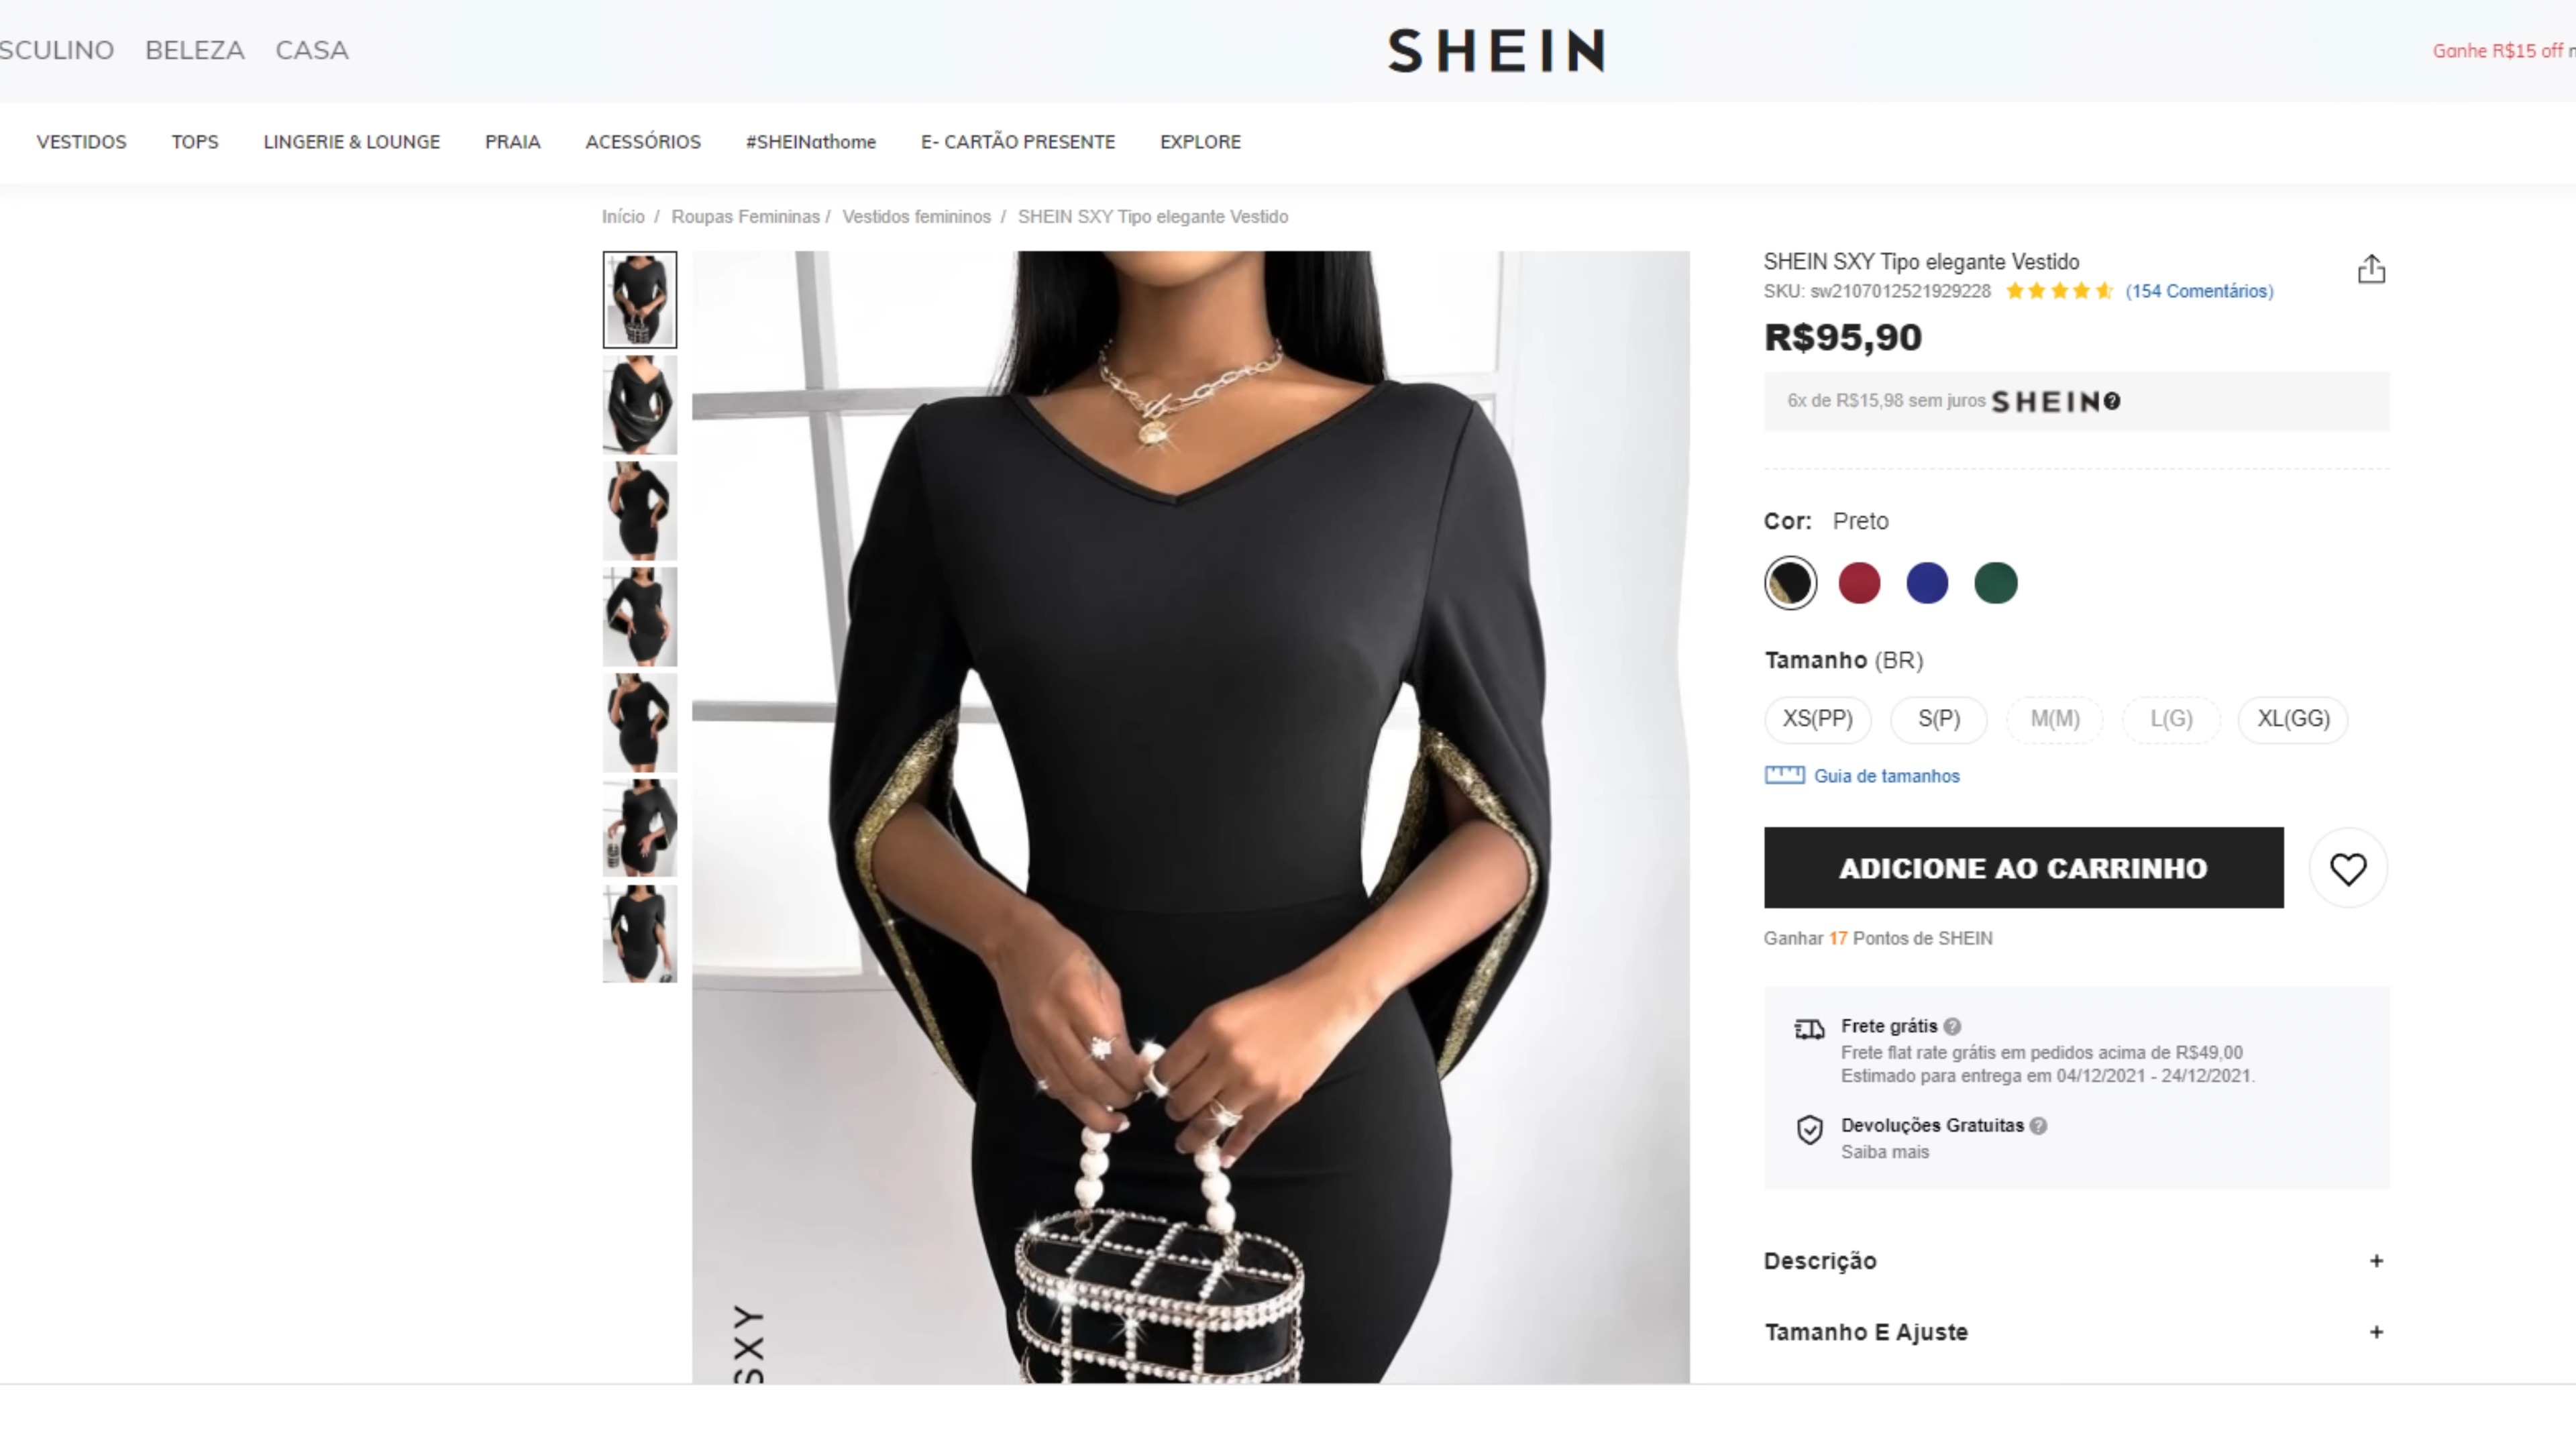 BELEZA CASA
SHEIN
Ganhe R$15 off
VESTIDOS TOPS LINGERIE & LOUNGE PRAIA ACESSÓRIOS #SHEINathome E- CARTÃO PRESENTE EXPLORE
Início / Roupas Femininas / Vestidos femininos / SHEIN SXY Tipo elegante Vestido
SHEIN SXY Tipo elegante Vestido
SKU: sw2107012521929228 (154 Comentários)
R$95,90
6x de R$15,98 sem juros SHEIN?
Cor: Preto
Tamanho (BR)
XS(PP) S(P) M(M) L(G) XL(GG)
Guia de tamanhos
ADICIONE AO CARRINHO
Ganhar 17 Pontos de SHEIN
Frete grátis ?
Frete flat rate grátis em pedidos acima de R$49,00
Estimado para entrega em 04/12/2021 - 24/12/2021.
Devoluções Gratuitas ?
Saiba mais
Descrição +
Tamanho E Ajuste +
SXY